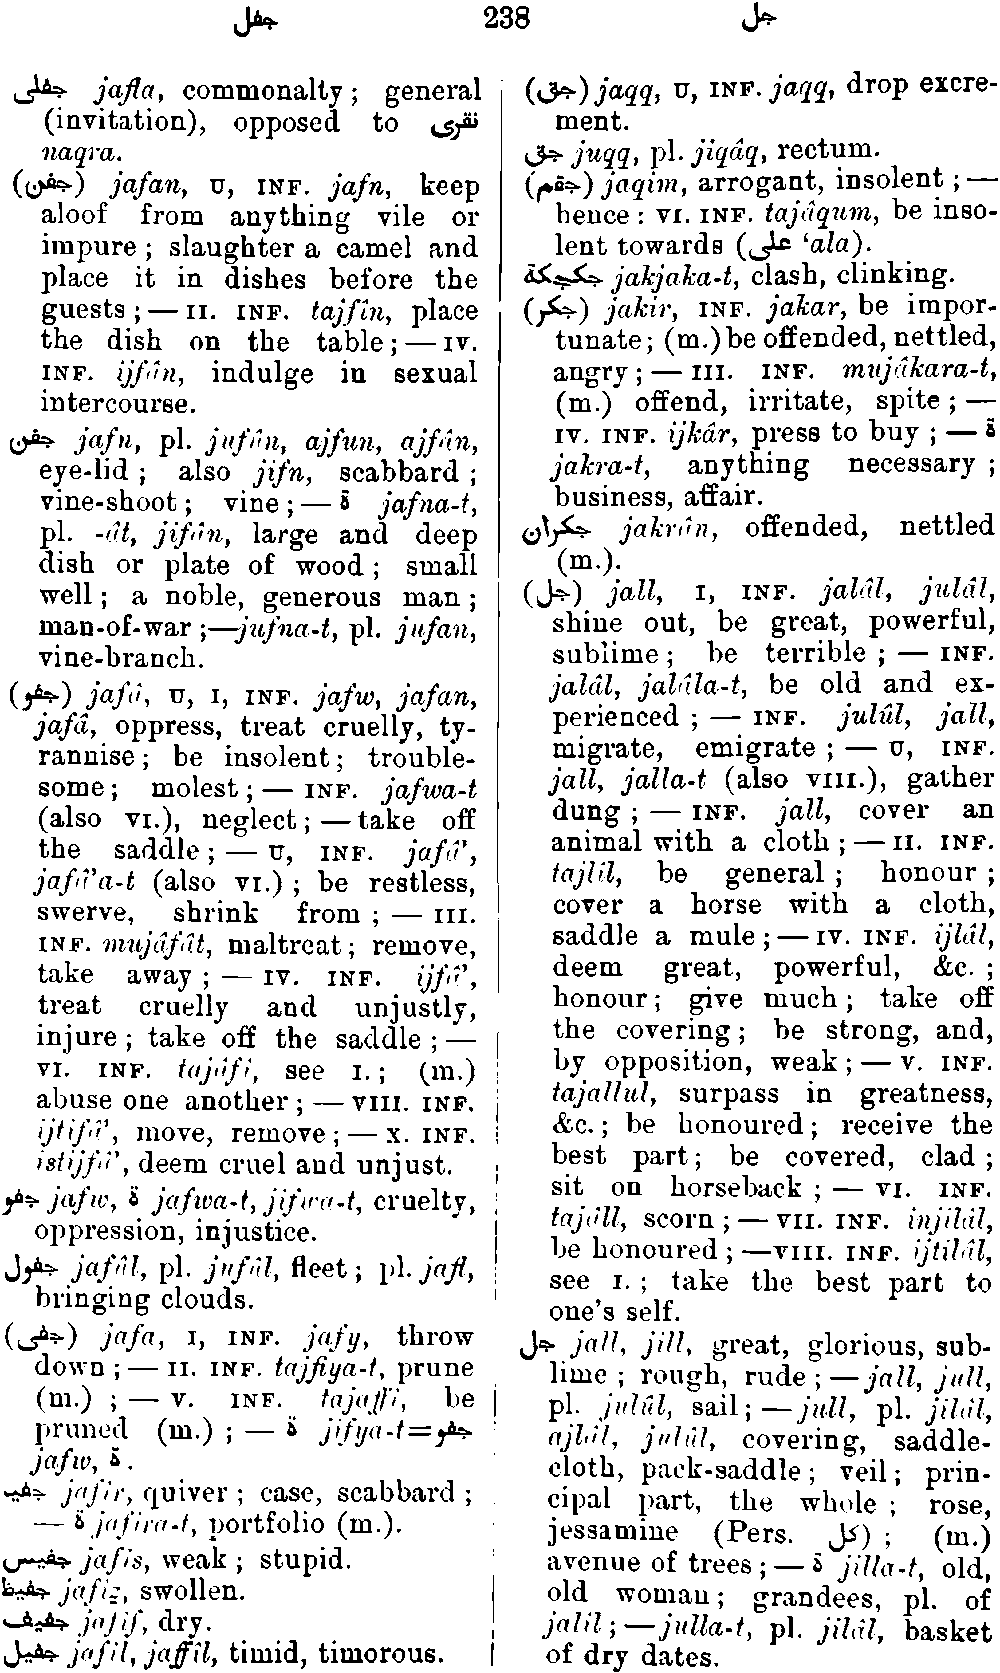 جفل 238 جل
جفلى jafla, commonalty; general
(invitation), opposed to نقرى
naqra.
(جفن) jafan, U, INF. jafn, keep
aloof from anything vile or
impure; slaughter a camel and
place it in dishes before the
guests;—II. INF. tajfîn, place
the dish on the table;—IV.
INF. ijfân, indulge in sexual
intercourse.
جفن jafn, pl. jufûn, ajfun, ajfân,
eye-lid; also jifn, scabbard;
vine-shoot; vine;—ة jafna-t,
pl. -ât, jifân, large and deep
dish or plate of wood; small
well; a noble, generous man;
man-of-war;—jufna-t, pl. jufan,
vine-branch.
(جفو) jafâ, U, I, INF. jafw, jafan,
jafâ, oppress, treat cruelly, ty-
rannise; be insolent; trouble-
some; molest;—INF. jafwa-t
(also VI.), neglect;—take off
the saddle;—U, INF. jafâ’,
jafâ’a-t (also VI.); be restless,
swerve, shrink from;—III.
INF. mujâfât, maltreat; remove,
take away;—IV. INF. ijfâ’,
treat cruelly and unjustly,
injure; take off the saddle;—
VI. INF. tajâfî, see I.; (m.)
abuse one another;—VIII. INF.
ijtifâ’, move, remove;—X. INF.
istijfâ’, deem cruel and unjust.
جفو jafw, ة jafwa-t, jifwa-t, cruelty,
oppression, injustice.
جفول jafûl, pl. jufûl, fleet; pl. jafl,
bringing clouds.
(جفى) jafa, I, INF. jafy, throw
down;—II. INF. tajfiya-t, prune
(m.);—V. INF. tajaffî, be
pruned (m.);—ة jifya-t=جفو
jafw, ة.
جفير jafîr, quiver; case, scabbard;
—ة jafîra-t, portfolio (m.).
جفيس jafîs, weak; stupid.
جفيظ jafîz, swollen.
جفيف jafîf, dry.
جفيل jafîl, jaffîl, timid, timorous.
(جق) jaqq, U, INF. jaqq, drop excre-
ment.
جق juqq, pl. jiqâq, rectum.
(جقم) jaqim, arrogant, insolent;—
hence: VI. INF. tajâqum, be inso-
lent towards (على ‘ala).
جكجكة jakjaka-t, clash, clinking.
(جكر) jakir, INF. jakar, be impor-
tunate; (m.) be offended, nettled,
angry;—III. INF. mujâkara-t,
(m.) offend, irritate, spite;—
IV. INF. ijkâr, press to buy;—ة
jakra-t, anything necessary;
business, affair.
جكران jakrân, offended, nettled
(m.).
(جل) jall, I, INF. jalâl, julâl,
shine out, be great, powerful,
sublime; be terrible;—INF.
jalâl, jalâla-t, be old and ex-
perienced;—INF. julûl, jall,
migrate, emigrate;—U, INF.
jall, jalla-t (also VIII.), gather
dung;—INF. jall, cover an
animal with a cloth;—II. INF.
tajlîl, be general; honour;
cover a horse with a cloth,
saddle a mule;—IV. INF. ijlâl,
deem great, powerful, &c.;
honour; give much; take off
the covering; be strong, and,
by opposition, weak;—V. INF.
tajallul, surpass in greatness,
&c.; be honoured; receive the
best part; be covered, clad;
sit on horseback;—VI. INF.
tajâll, scorn;—VII. INF. injilâl,
be honoured;—VIII. INF. ijtilâl,
see I.; take the best part to
one's self.
جل jall, jill, great, glorious, sub-
lime; rough, rude;—jall, jull,
pl. julûl, sail;—jull, pl. jilâl,
ajlâl, julûl, covering, saddle-
cloth, pack-saddle; veil; prin-
cipal part, the whole; rose,
jessamine (Pers. كل); (m.)
avenue of trees;—ة jilla-t, old,
old woman; grandees, pl. of
jalîl;—julla-t, pl. jilâl, basket
of dry dates.